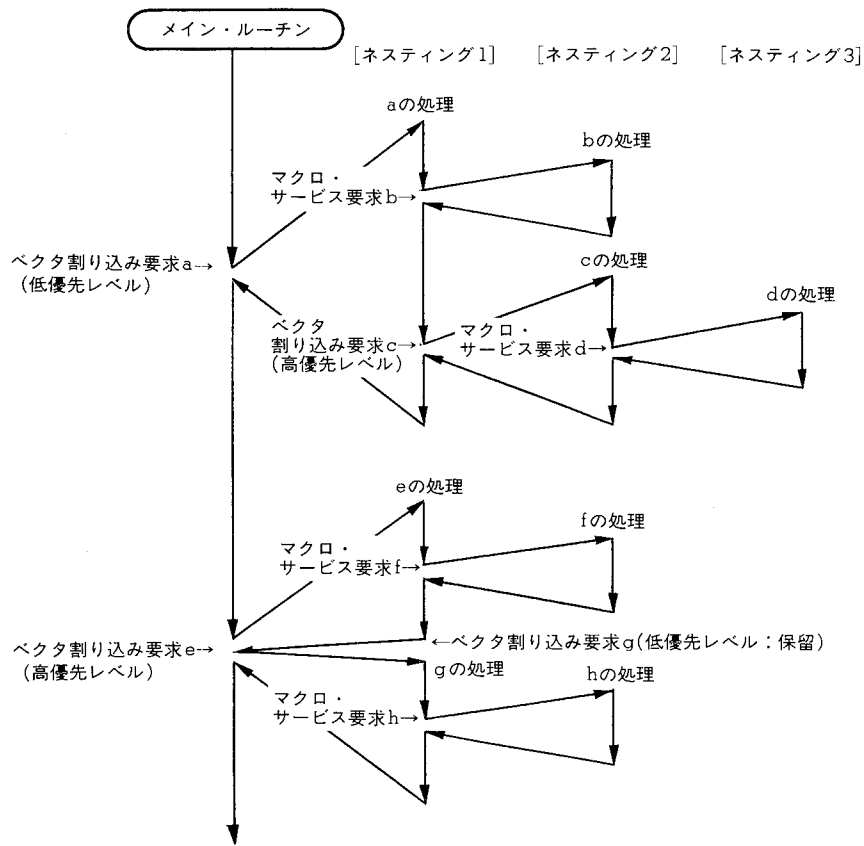 メイン・ルーチン
[ネスティング1] [ネスティング2] [ネスティング3]
aの処理
bの処理
マクロ・
サービス要求b→
ベクタ割り込み要求a→
(低優先レベル)
cの処理
dの処理
ベクタ
割り込み要求c→
(高優先レベル)
マクロ・
サービス要求d→
eの処理
fの処理
マクロ・
サービス要求f→
ベクタ割り込み要求e→
(高優先レベル)
←ベクタ割り込み要求g(低優先レベル:保留)
gの処理
hの処理
マクロ・
サービス要求h→